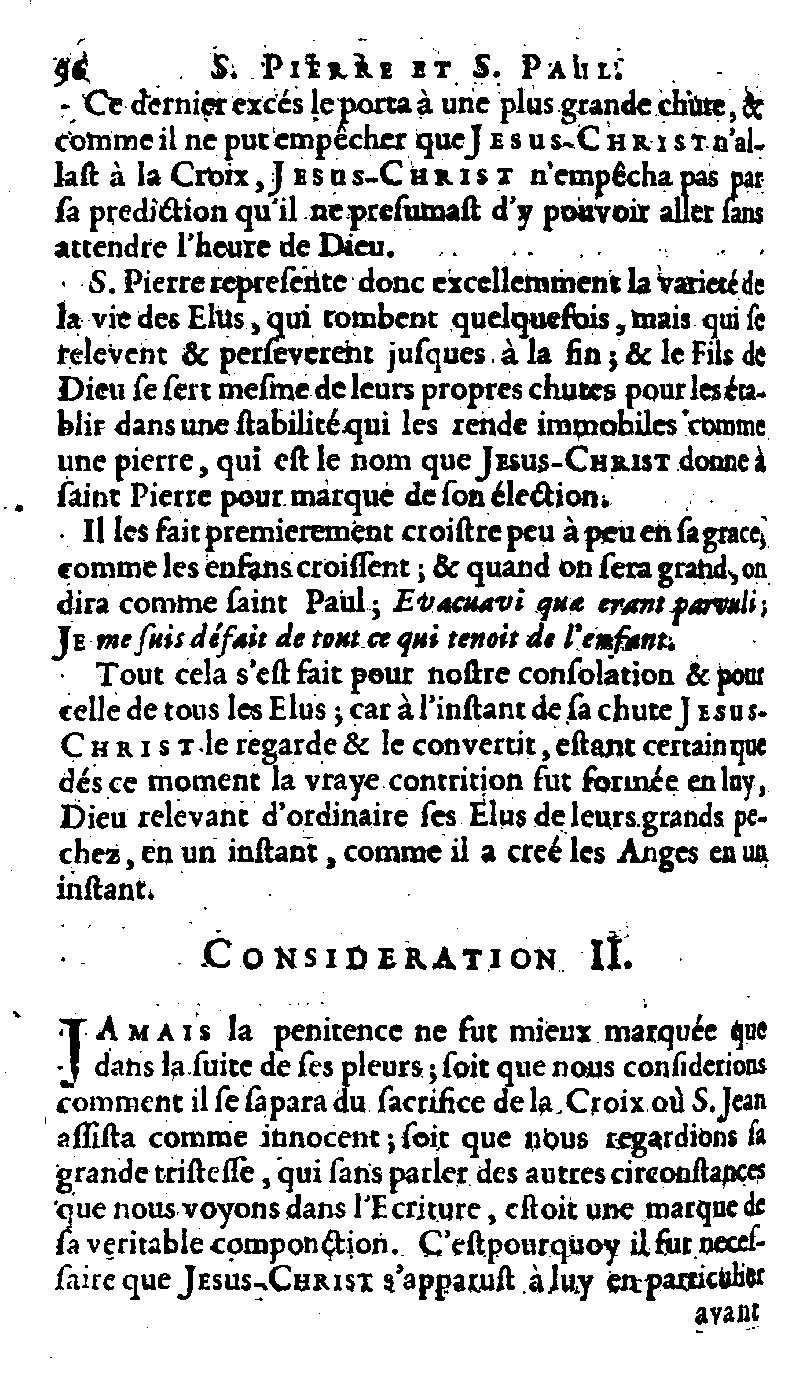 96 S. PIERRE ET S. PAUL.
Ce dernier excés le porta à une plus grande chûte, &
comme il ne put empêcher que JESUS-CHRIST n'al-
laſt à la Croix, JESUS-CHRIST n'empêcha pas par
ſa prediction qu'il ne preſumaſt d'y pouvoir aller ſans
attendre l'heure de Dieu.
S. Pierre repreſente donc excellemment la varieté de
la vie des Elus, qui tombent quelquefois, mais qui ſe
relevent & perſeverent juſques à la fin; & le Fils de
Dieu ſe ſert meſme de leurs propres chutes pour les éta-
blir dans une ſtabilité qui les rende immobiles comme
une pierre, qui eſt le nom que JESUS-CHRIST donne à
ſaint Pierre pour marque de ſon élection.
Il les fait premierement croiſtre peu à peu en ſa grace,
comme les enfans croiſſent; & quand on ſera grand, on
dira comme ſaint Paul; Evacuavi quæ erant parvuli;
JE me ſuis défait de tout ce qui tenoit de l'enfant.
Tout cela s'eſt fait pour noſtre conſolation & pour
celle de tous les Elus; car à l'inſtant de ſa chute JESUS-
CHRIST le regarde & le convertit, eſtant certain que
dés ce moment la vraye contrition fut formée en luy,
Dieu relevant d'ordinaire ſes Elus de leurs grands pe-
chez, en un inſtant, comme il a creé les Anges en un
inſtant.
CONSIDERATION II.
JAMAIS la penitence ne fut mieux marquée que
dans la ſuite de ſes pleurs; ſoit que nous conſiderions
comment il ſe ſapara du ſacrifice de la Croix où S. Jean
aſſiſta comme innocent; ſoit que nous regardions ſa
grande triſteſſe, qui ſans parler des autres circonſtances
que nous voyons dans l'Ecriture, eſtoit une marque de
ſa veritable componction. C'eſtpourquoy il fut neceſ-
ſaire que JESUS-CHRIST s'apparuſt à luy en particulier
avant